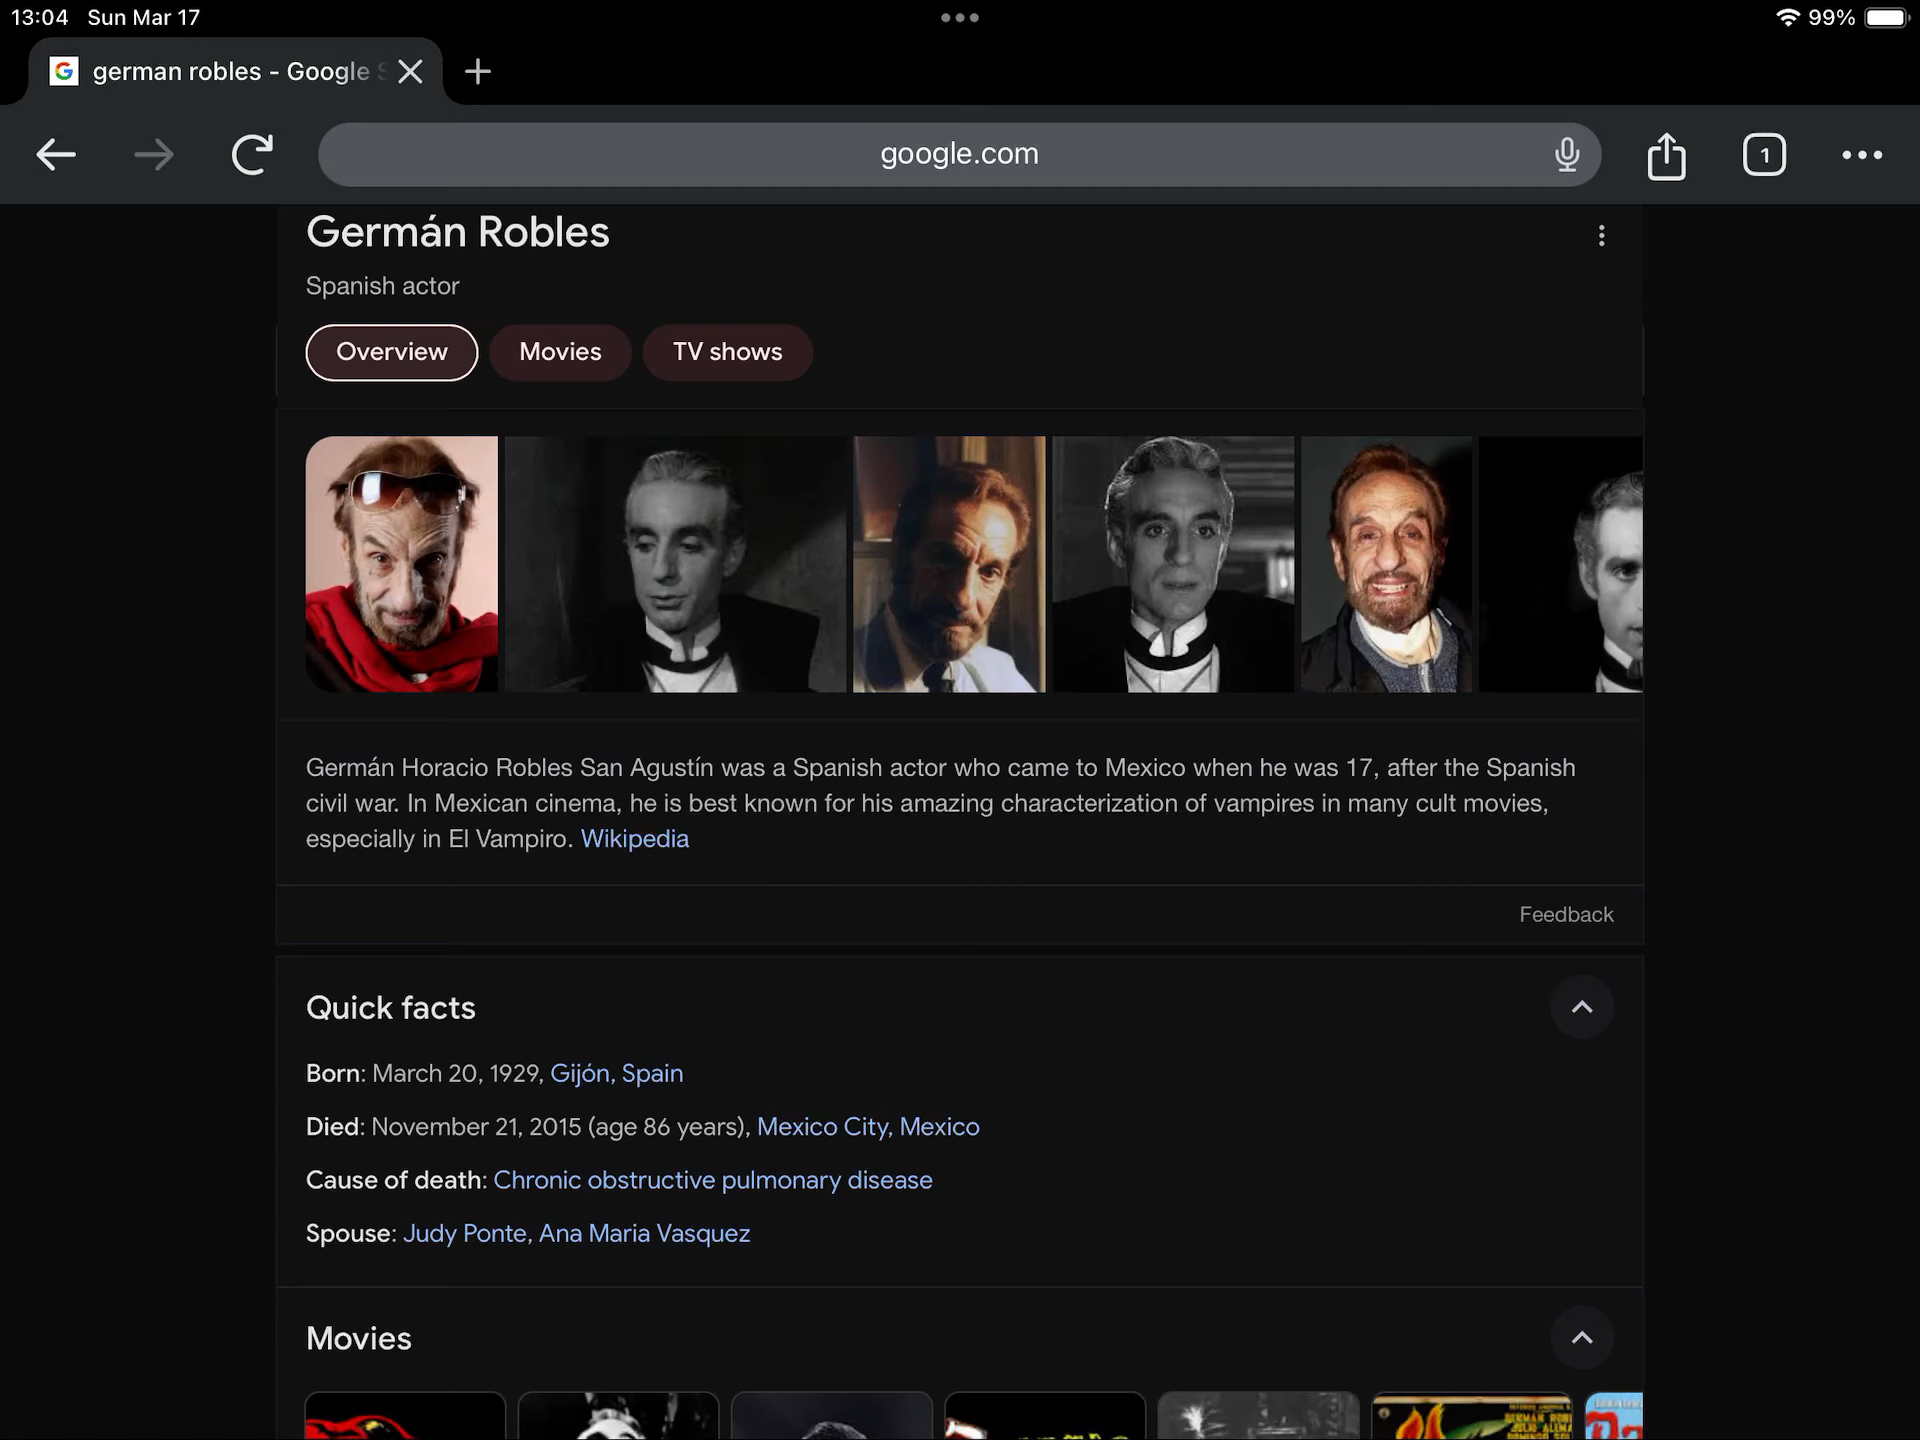 13:04 Sun Mar 17
99%
german robles - Google
google.com
1
Germán Robles
Spanish actor
Overview
Movies
TV shows
Germán Horacio Robles San Agustín was a Spanish actor who came to Mexico when he was 17, after the Spanish
civil war. In Mexican cinema, he is best known for his amazing characterization of vampires in many cult movies,
especially in El Vampiro. Wikipedia
Feedback
Quick facts
Born: March 20, 1929, Gijón, Spain
Died: November 21, 2015 (age 86 years), Mexico City, Mexico
Cause of death: Chronic obstructive pulmonary disease
Spouse: Judy Ponte, Ana Maria Vasquez
Movies